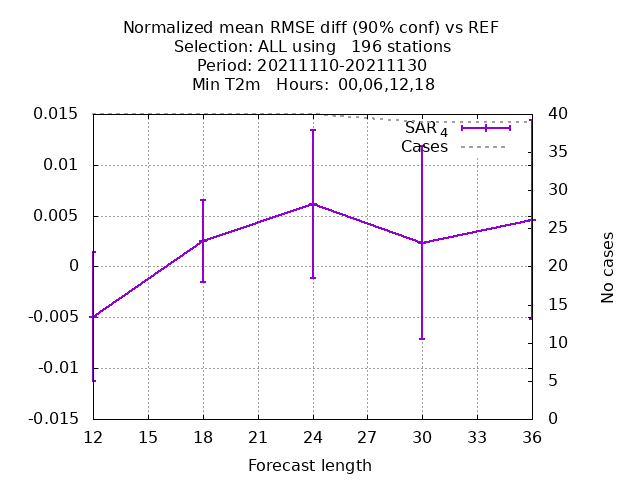 Normalized mean RMSE diff (90% conf) vs REF
Selection: ALL using   196 stations
Period: 20211110-20211130
Min T2m   Hours:  00,06,12,18
0.015
0.01
0.005
0
-0.005
-0.01
-0.015
40
35
30
25
20
15
10
5
0
SAR 4
Cases
No cases
12 15 18 21 24 27 30 33 36
Forecast length